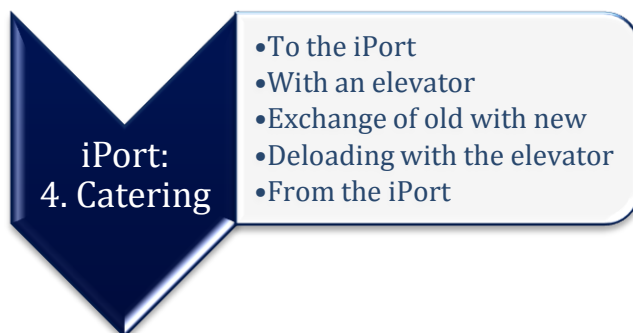 iPort:
4. Catering
•To the iPort
•With an elevator
•Exchange of old with new
•Deloading with the elevator
•From the iPort